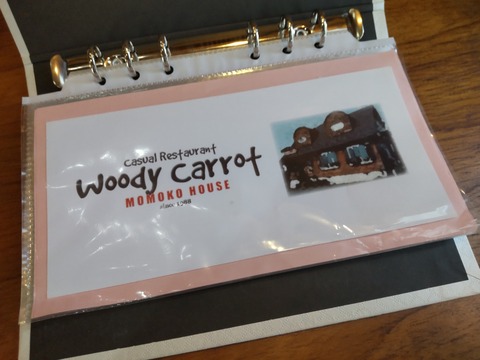 Casual Restaurant
Woody Carrot
MOMOKO HOUSE
since 1988